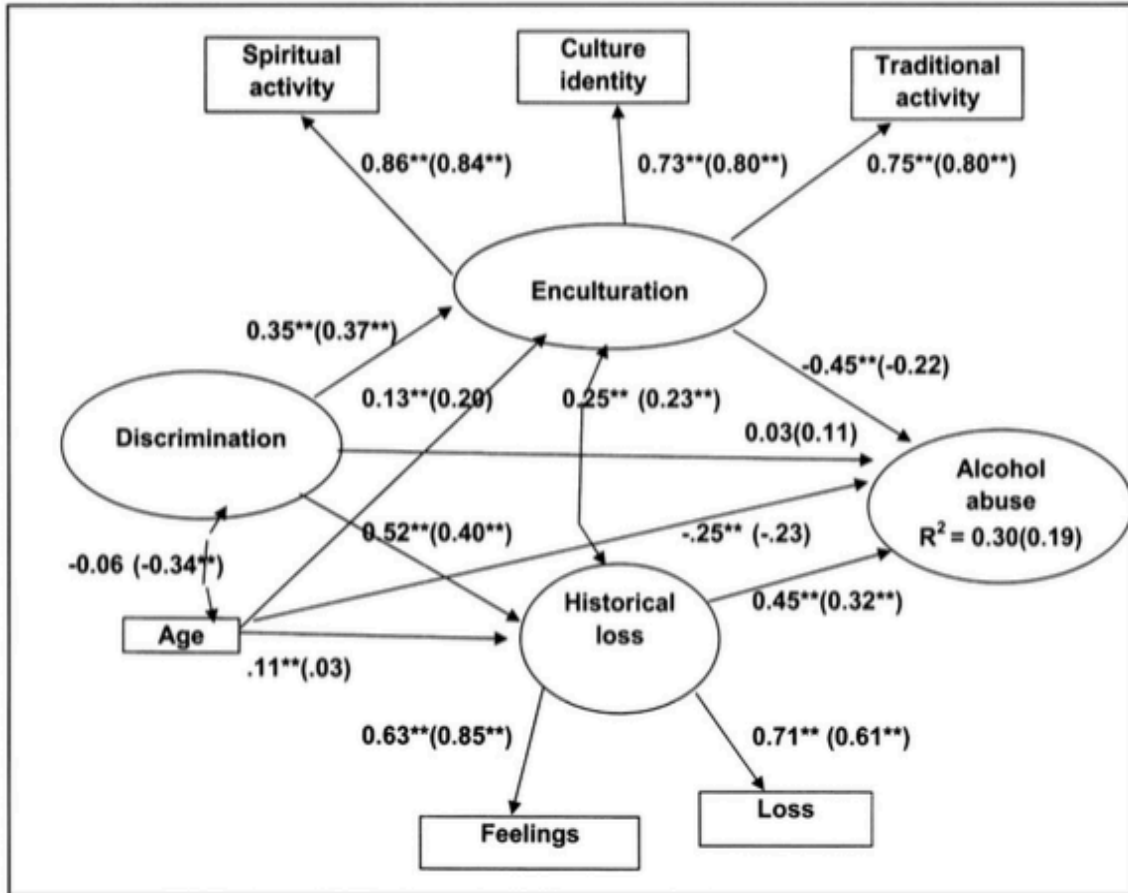 Spiritual
activity
Culture
identity
Traditional
activity
0.86**(0.84**)
0.73**(0.80**)
0.75**(0.80**)
Enculturation
0.35**(0.37**)
-0.45**(-0.22)
0.13**(0.20)
0.25** (0.23**)
Discrimination
0.03(0.11)
Alcohol
abuse
R² = 0.30(0.19)
0.52**(0.40**)
-.25** (-.23)
-0.06 (-0.34**)
Historical
loss
0.45**(0.32**)
Age
.11**(.03)
0.63**(0.85**)
0.71** (0.61**)
Feelings
Loss